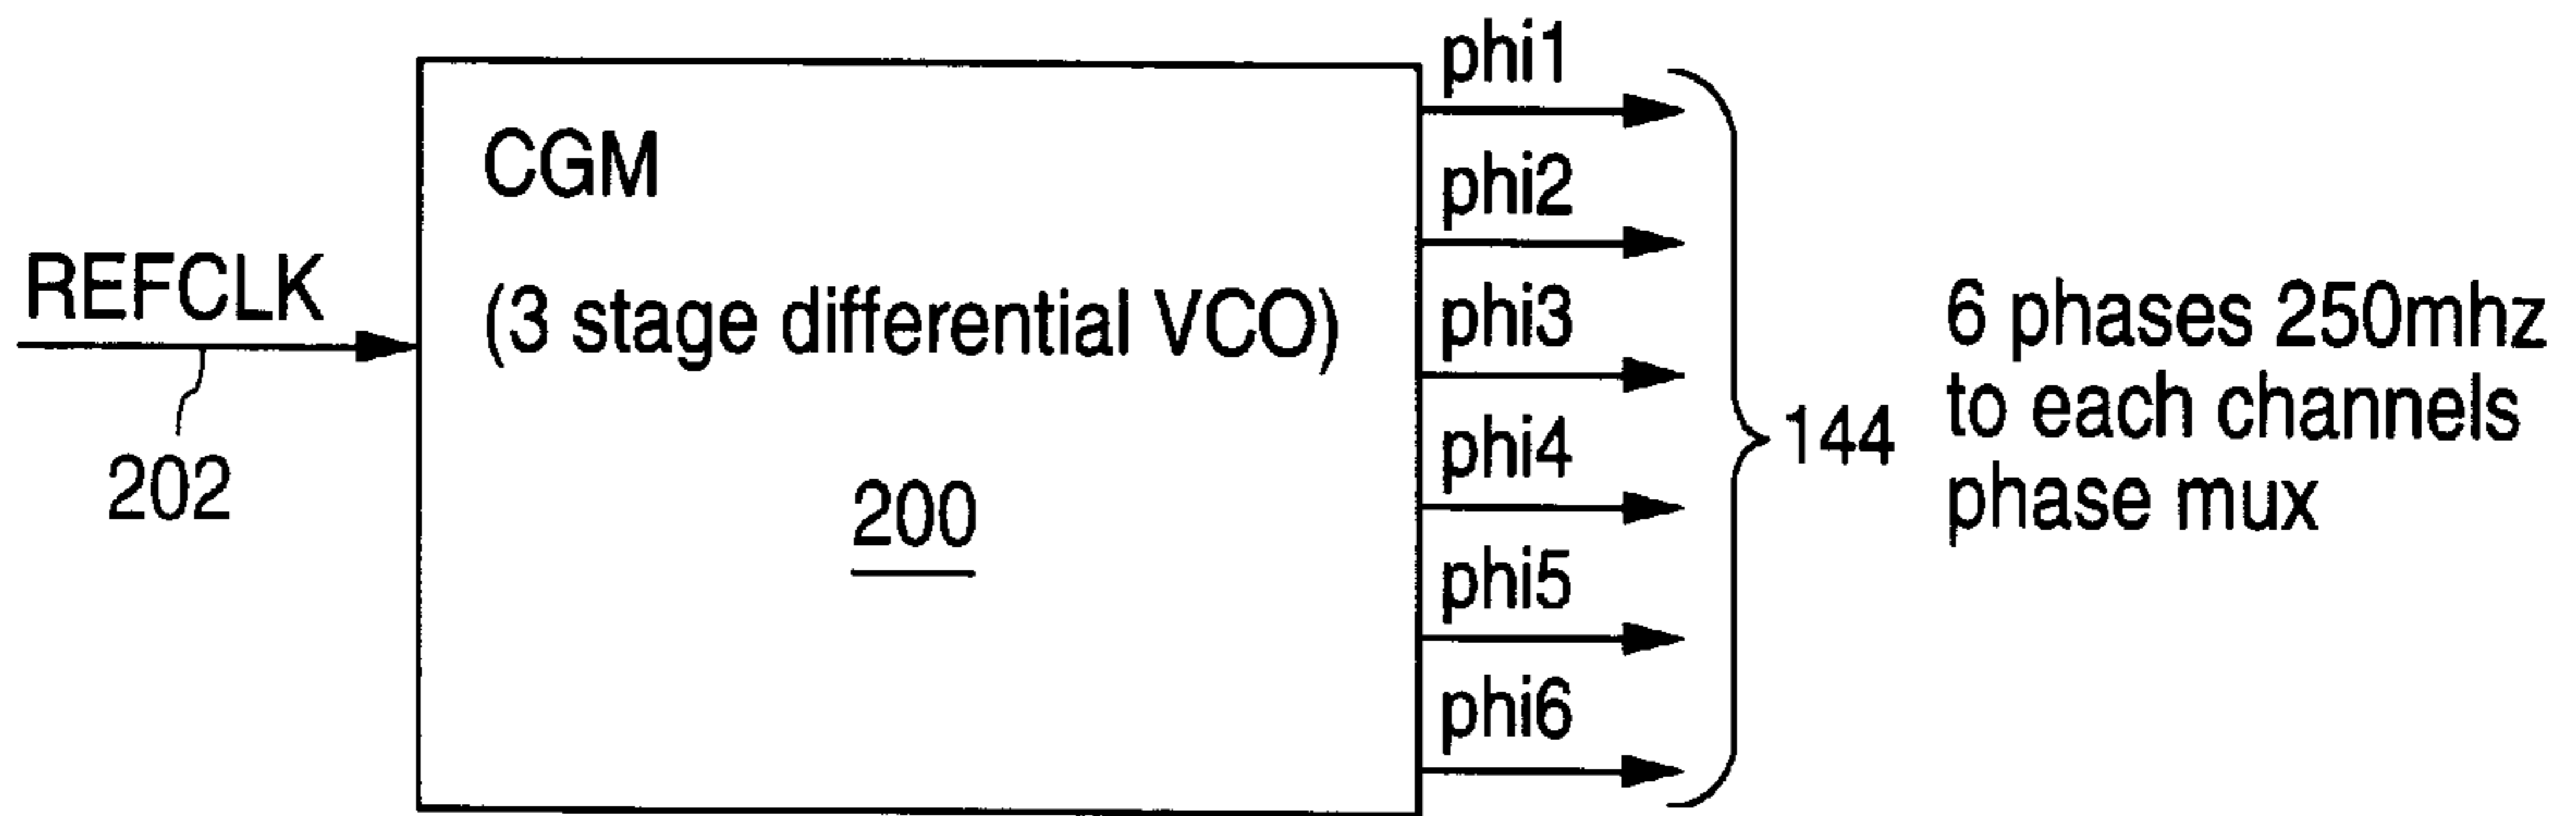 phi1
CGM
phi2
REFCLK
(3 stage differential VCO)
phi3
6 phases 250mhz
to each channels
phase mux
144
phi4
202
200
phi5
phi6